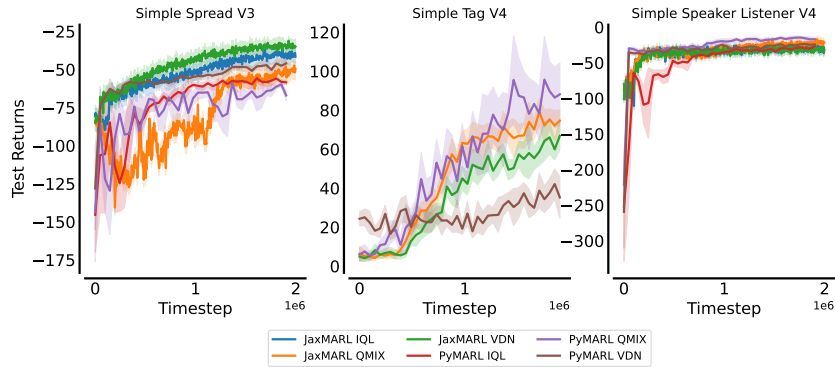 Simple Spread V3
Simple Tag V4
Simple Speaker Listener V4
Test Returns
−25
−50
−75
−100
−125
−150
−175
0
1
2
1e6
Timestep
120
100
80
60
40
20
0
0
1
1e6
Timestep
0
−50
−100
−150
−200
−250
−300
0
1
2
1e6
Timestep
JaxMARL IQL
JaxMARL VDN
PyMARL QMIX
JaxMARL QMIX
PyMARL IQL
PyMARL VDN